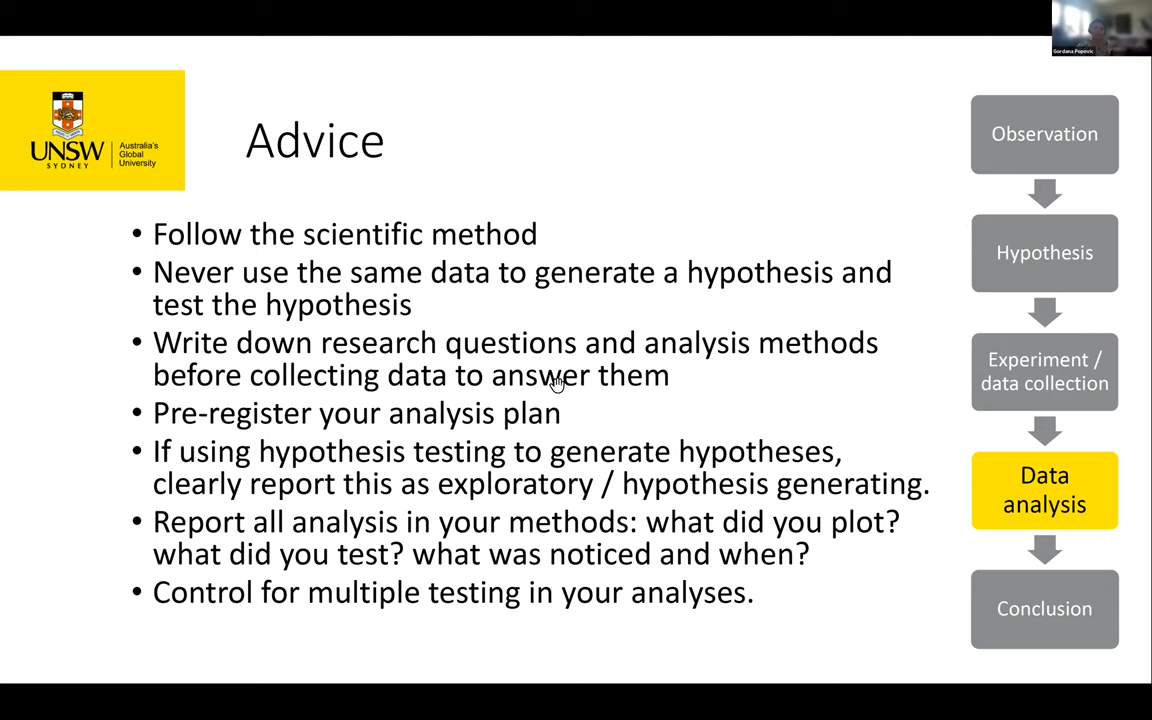 Gordana Popovic
UNSW
SYDNEY
Australia's
Global
University
Advice
• Follow the scientific method
• Never use the same data to generate a hypothesis and
test the hypothesis
• Write down research questions and analysis methods
before collecting data to answer them
• Pre-register your analysis plan
• If using hypothesis testing to generate hypotheses,
clearly report this as exploratory / hypothesis generating.
• Report all analysis in your methods: what did you plot?
what did you test? what was noticed and when?
• Control for multiple testing in your analyses.
Observation
Hypothesis
Experiment /
data collection
Data
analysis
Conclusion